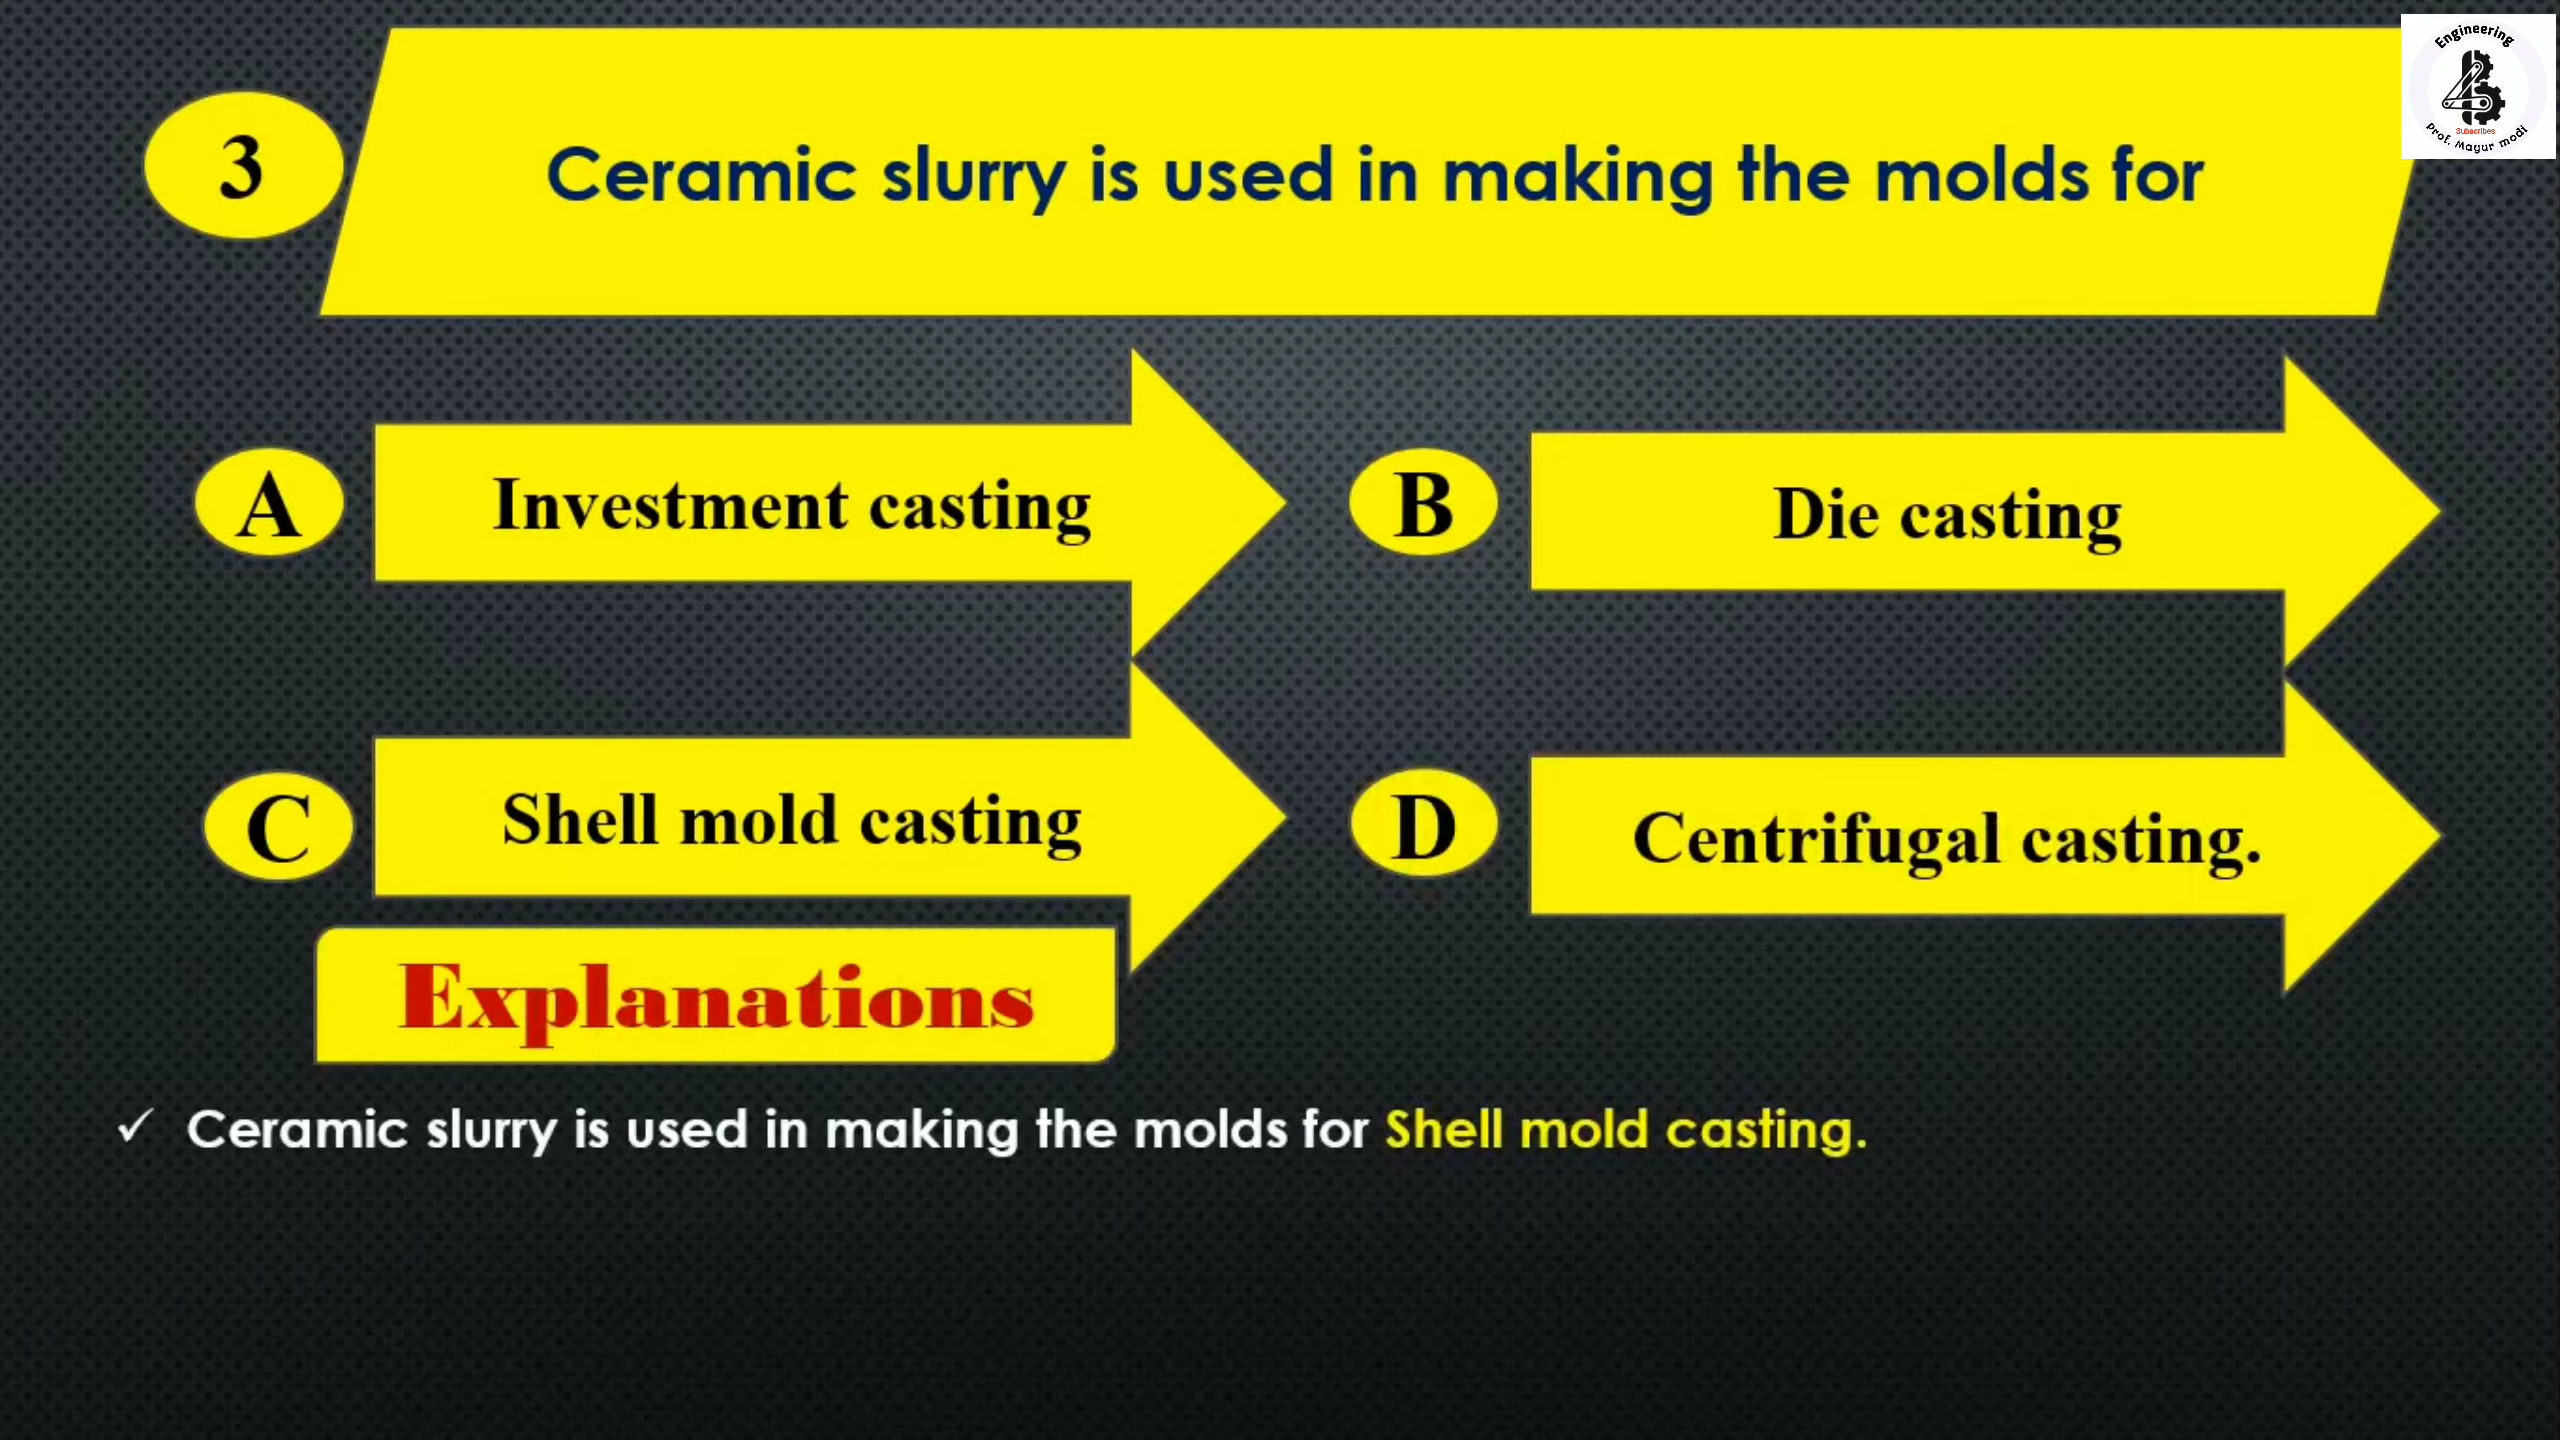 Engineering
Subscribes
Prof. Mayur modi
3
Ceramic slurry is used in making the molds for
A
Investment casting
B
Die casting
C
Shell mold casting
D
Centrifugal casting.
Explanations
✓ Ceramic slurry is used in making the molds for Shell mold casting.